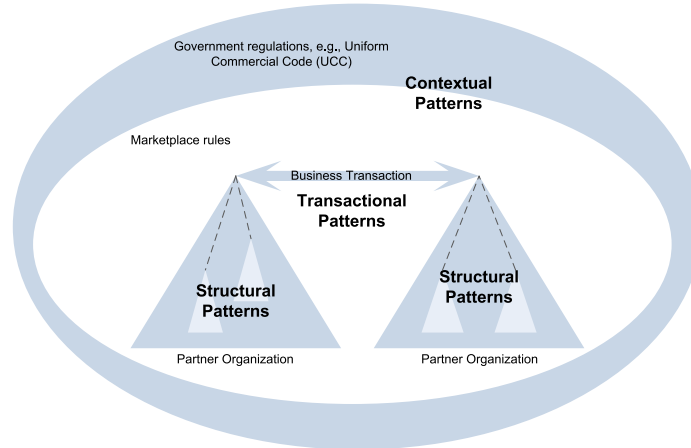 Government regulations, e.g., Uniform
Commercial Code (UCC)
Contextual
Patterns
Marketplace rules
Business Transaction
Transactional
Patterns
Structural
Patterns
Structural
Patterns
Partner Organization
Partner Organization